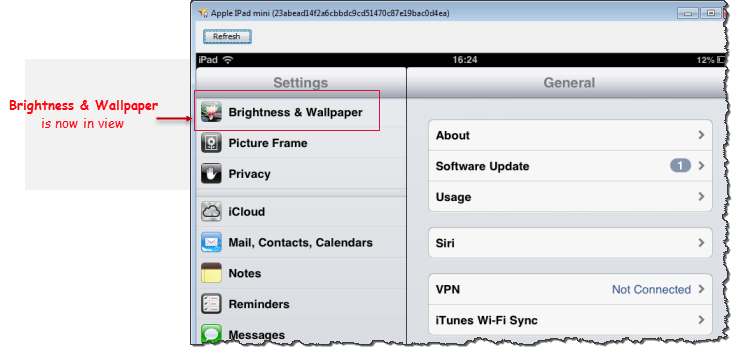 Apple IPad mini (23abead14f2a6cbbdc9cd51470c87e19bac0d4ea)
Refresh
iPad 16:24 12%
Settings General
Brightness & Wallpaper
is now in view
Brightness & Wallpaper
Picture Frame
Privacy
iCloud
Mail, Contacts, Calendars
Notes
Reminders
Messages
About
Software Update 1
Usage
Siri
VPN Not Connected
iTunes Wi-Fi Sync